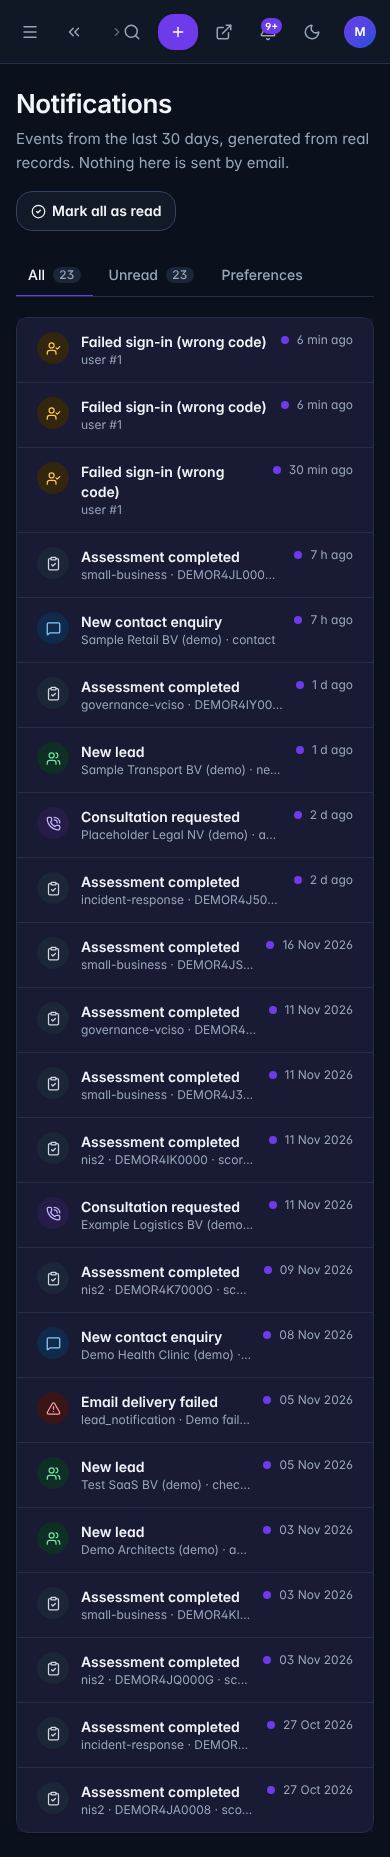 9+
M
Notifications
Events from the last 30 days, generated from real
records. Nothing here is sent by email.
Mark all as read
All 23 Unread 23 Preferences
Failed sign-in (wrong code) 6 min ago
user #1
Failed sign-in (wrong code) 6 min ago
user #1
Failed sign-in (wrong 30 min ago
code)
user #1
Assessment completed 7 h ago
small-business · DEMOR4JL000...
New contact enquiry 7 h ago
Sample Retail BV (demo) · contact
Assessment completed 1 d ago
governance-vciso · DEMOR4IY00...
New lead 1 d ago
Sample Transport BV (demo) · ne...
Consultation requested 2 d ago
Placeholder Legal NV (demo) · a...
Assessment completed 2 d ago
incident-response · DEMOR4J50...
Assessment completed 16 Nov 2026
small-business · DEMOR4JS...
Assessment completed 11 Nov 2026
governance-vciso · DEMOR4...
Assessment completed 11 Nov 2026
small-business · DEMOR4J3...
Assessment completed 11 Nov 2026
nis2 · DEMOR4IK0000 · scor...
Consultation requested 11 Nov 2026
Example Logistics BV (demo...
Assessment completed 09 Nov 2026
nis2 · DEMOR4K7000O · sc...
New contact enquiry 08 Nov 2026
Demo Health Clinic (demo) ·...
Email delivery failed 05 Nov 2026
lead_notification · Demo fail...
New lead 05 Nov 2026
Test SaaS BV (demo) · chec...
New lead 03 Nov 2026
Demo Architects (demo) · a...
Assessment completed 03 Nov 2026
small-business · DEMOR4KI...
Assessment completed 03 Nov 2026
nis2 · DEMOR4JQ000G · sc...
Assessment completed 27 Oct 2026
incident-response · DEMOR...
Assessment completed 27 Oct 2026
nis2 · DEMOR4JA0008 · sco...